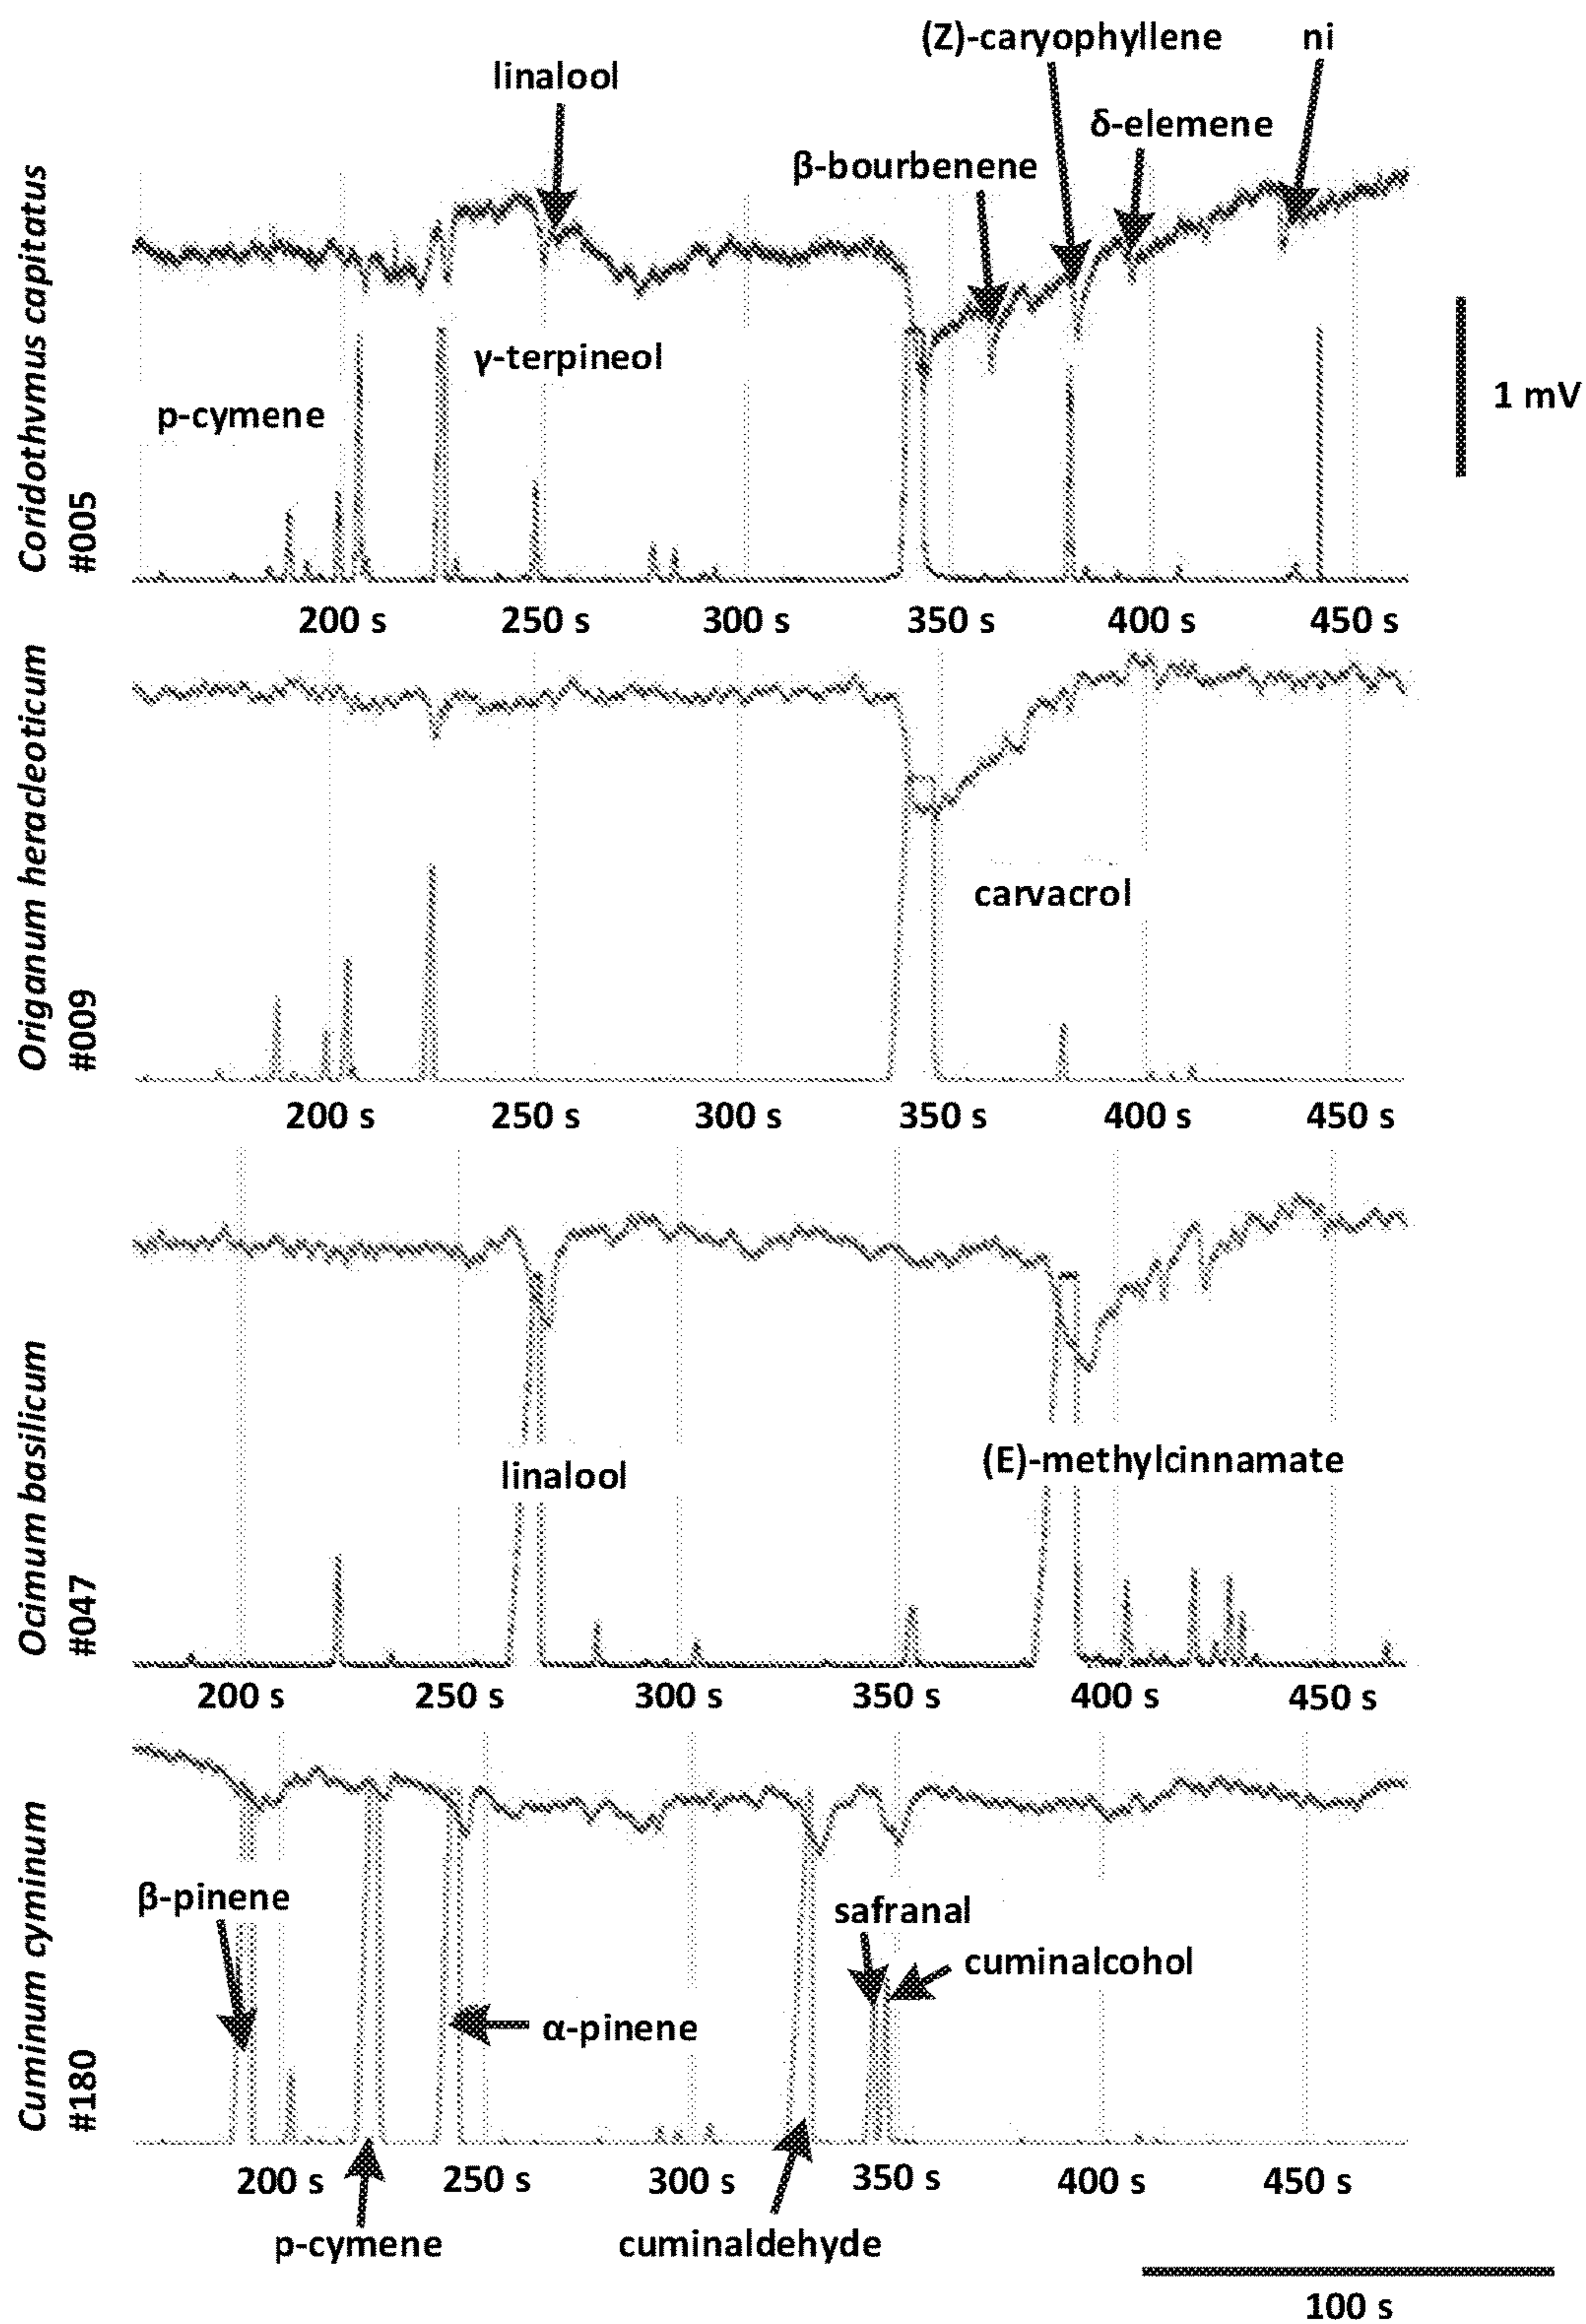 (Z)-caryophyllene ni
linalool
δ-elemene
β-bourbenene
Coridothvmus capitatus
#005
γ-terpineol
p-cymene
1 mV
200 s 250 s 300 s 350 s 400 s 450 s
Origanum heracleoticum
#009
carvacrol
200 s 250 s 300 s 350 s 400 s 450 s
Ocimum basilicum
#047
(E)-methylcinnamate
linalool
200 s 250 s 300 s 350 s 400 s 450 s
Cuminum cyminum
#180
β-pinene
safranal
cuminalcohol
α-pinene
200 s 250 s 300 s 350 s 400 s 450 s
p-cymene
cuminaldehyde
100 s